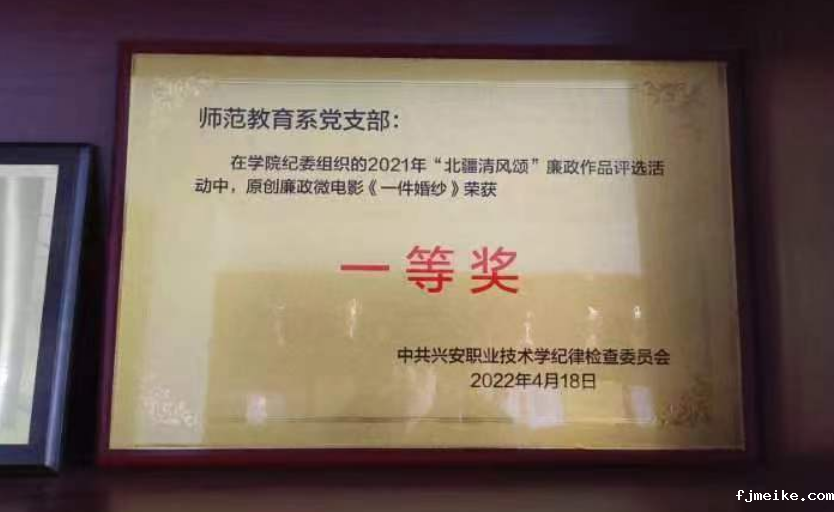 师范教育系党支部：
在学院纪委组织的2021年“北疆清风颂”廉政作品评选活
动中，原创廉政微电影《一件婚纱》荣获
一等奖
中共兴安职业技术学纪律检查委员会
2022年4月18日
fjmeike.com